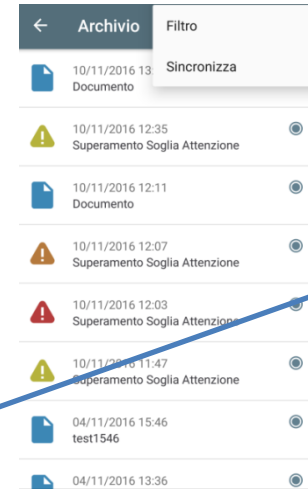 Archivio
Filtro
Sincronizza
10/11/2016 13:
Documento
10/11/2016 12:35
Superamento Soglia Attenzione
10/11/2016 12:11
Documento
10/11/2016 12:07
Superamento Soglia Attenzione
10/11/2016 12:03
Superamento Soglia Attenzione
10/11/2016 11:47
Superamento Soglia Attenzione
04/11/2016 15:46
test1546
04/11/2016 13:36